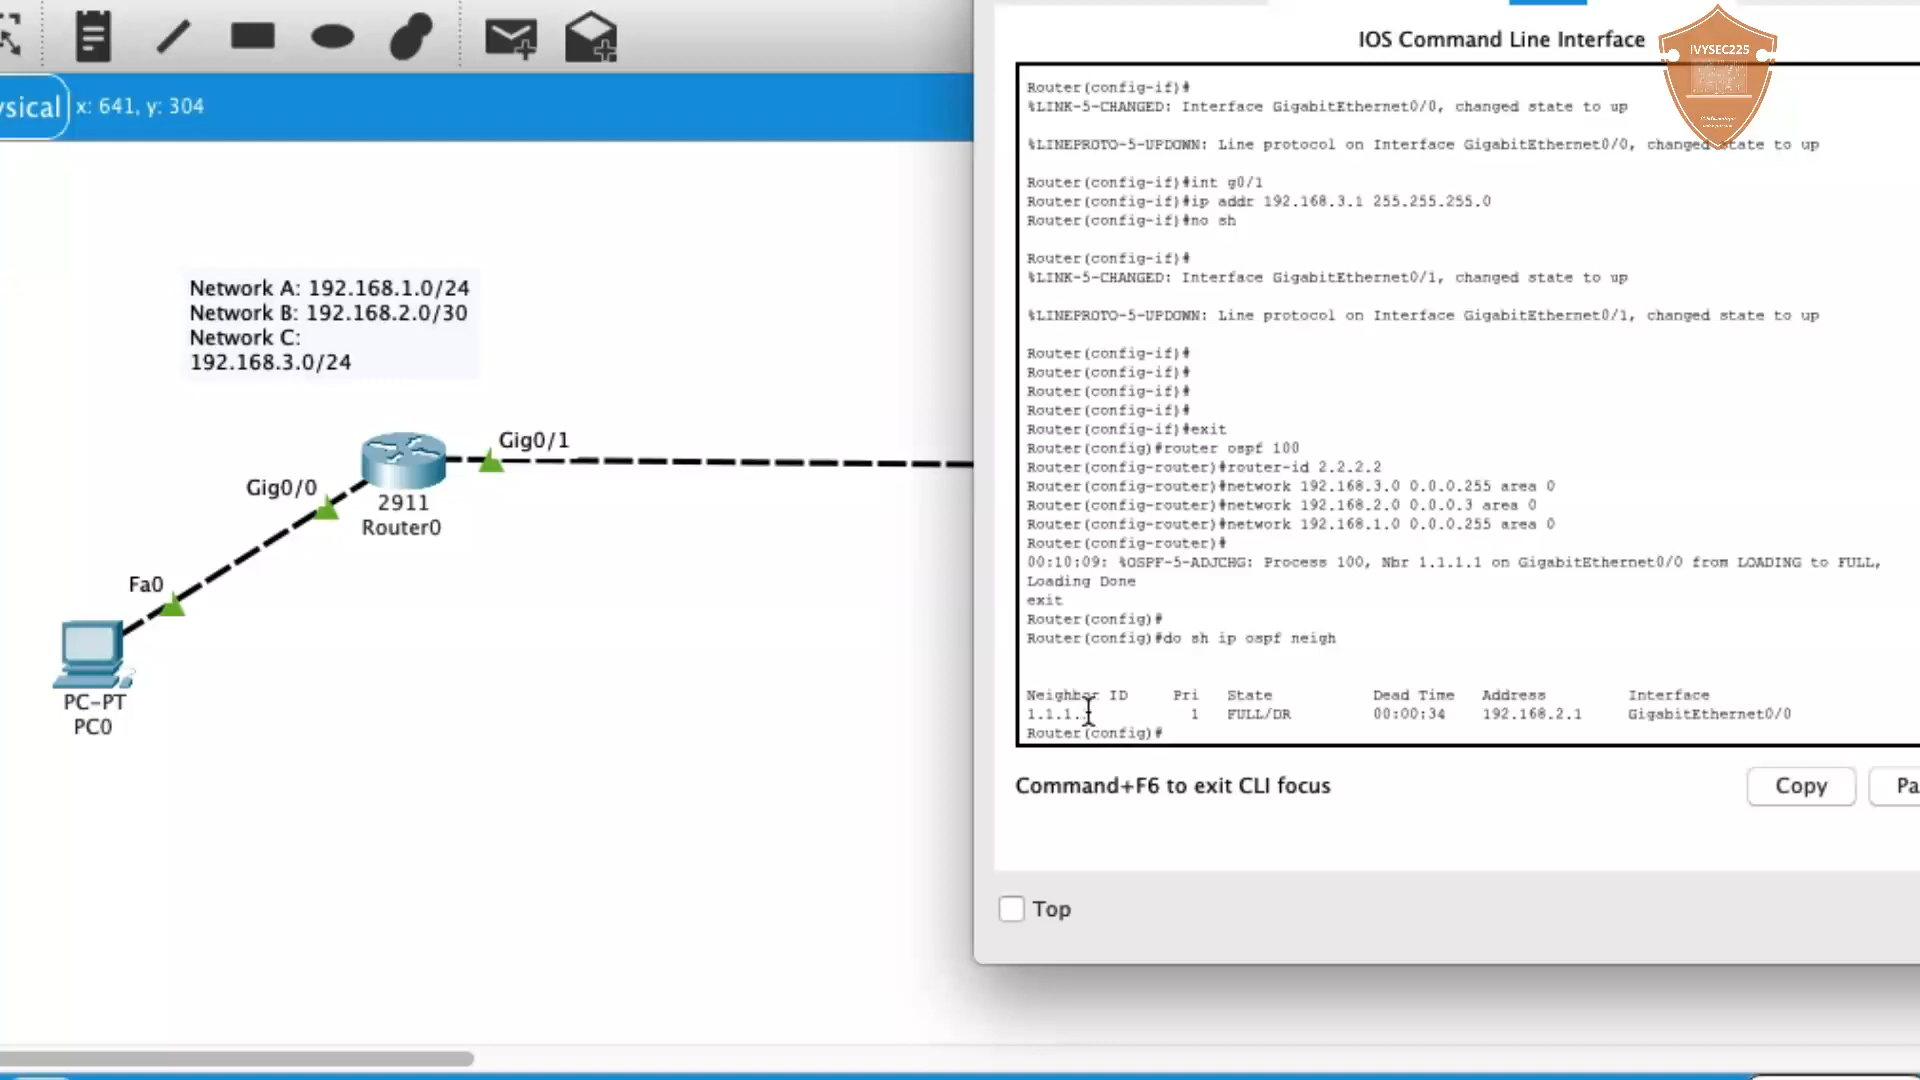 ysical
x: 641, y: 304
Network A: 192.168.1.0/24
Network B: 192.168.2.0/30
Network C:
192.168.3.0/24
Gig0/1
Gig0/0
2911
Router0
Fa0
PC-PT
PC0
IOS Command Line Interface
IVYSEC225
Router(config-if)#
%LINK-5-CHANGED: Interface GigabitEthernet0/0, changed state to up
%LINEPROTO-5-UPDOWN: Line protocol on Interface GigabitEthernet0/0, changed state to up
Router(config-if)#int g0/1
Router(config-if)#ip addr 192.168.3.1 255.255.255.0
Router(config-if)#no sh
Router(config-if)#
%LINK-5-CHANGED: Interface GigabitEthernet0/1, changed state to up
%LINEPROTO-5-UPDOWN: Line protocol on Interface GigabitEthernet0/1, changed state to up
Router(config-if)#
Router(config-if)#
Router(config-if)#
Router(config-if)#
Router(config-if)#exit
Router(config)#router ospf 100
Router(config-router)#router-id 2.2.2.2
Router(config-router)#network 192.168.3.0 0.0.0.255 area 0
Router(config-router)#network 192.168.2.0 0.0.0.3 area 0
Router(config-router)#network 192.168.1.0 0.0.0.255 area 0
Router(config-router)#
00:10:09: %OSPF-5-ADJCHG: Process 100, Nbr 1.1.1.1 on GigabitEthernet0/0 from LOADING to FULL,
Loading Done
exit
Router(config)#
Router(config)#do sh ip ospf neigh
Neighbor ID Pri State Dead Time Address Interface
1.1.1. 1 FULL/DR 00:00:34 192.168.2.1 GigabitEthernet0/0
Router(config)#
Command+F6 to exit CLI focus
Copy
Pa
Top